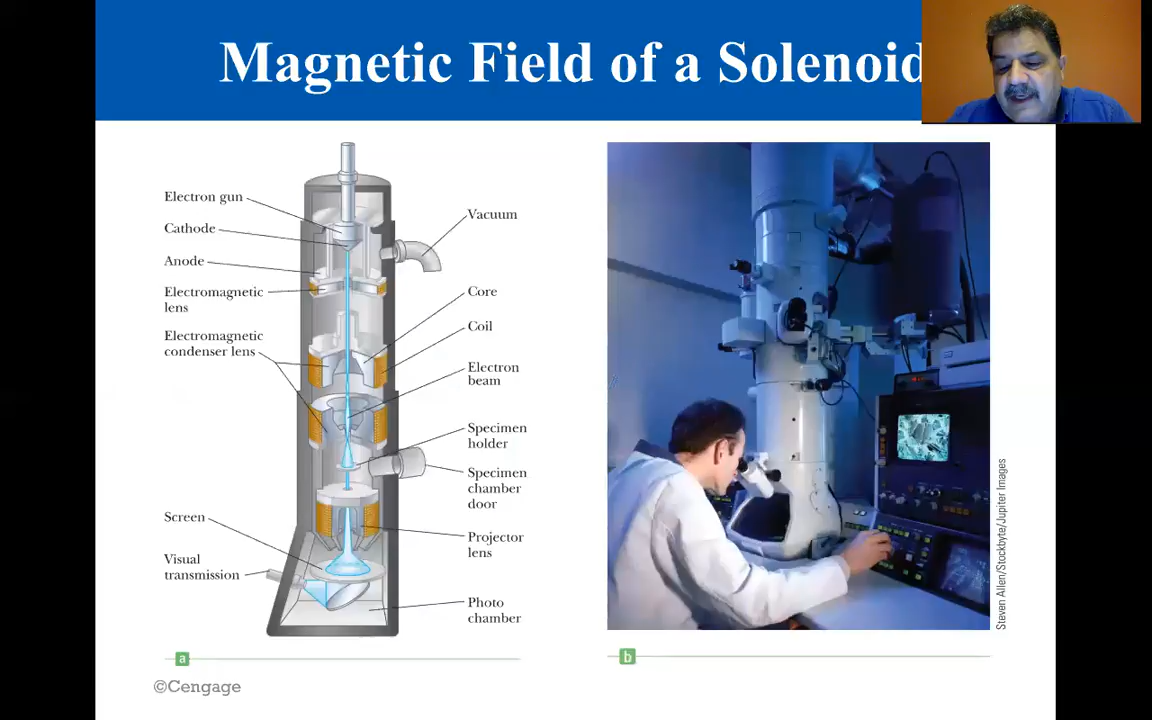 Magnetic Field of a Solenoid
Electron gun
Cathode
Anode
Electromagnetic
lens
Electromagnetic
condenser lens
Screen
Visual
transmission
Vacuum
Core
Coil
Electron
beam
Specimen
holder
Specimen
chamber
door
Projector
lens
Photo
chamber
a
b
Steven Allen/Stockbyte/Jupiter Images
©Cengage